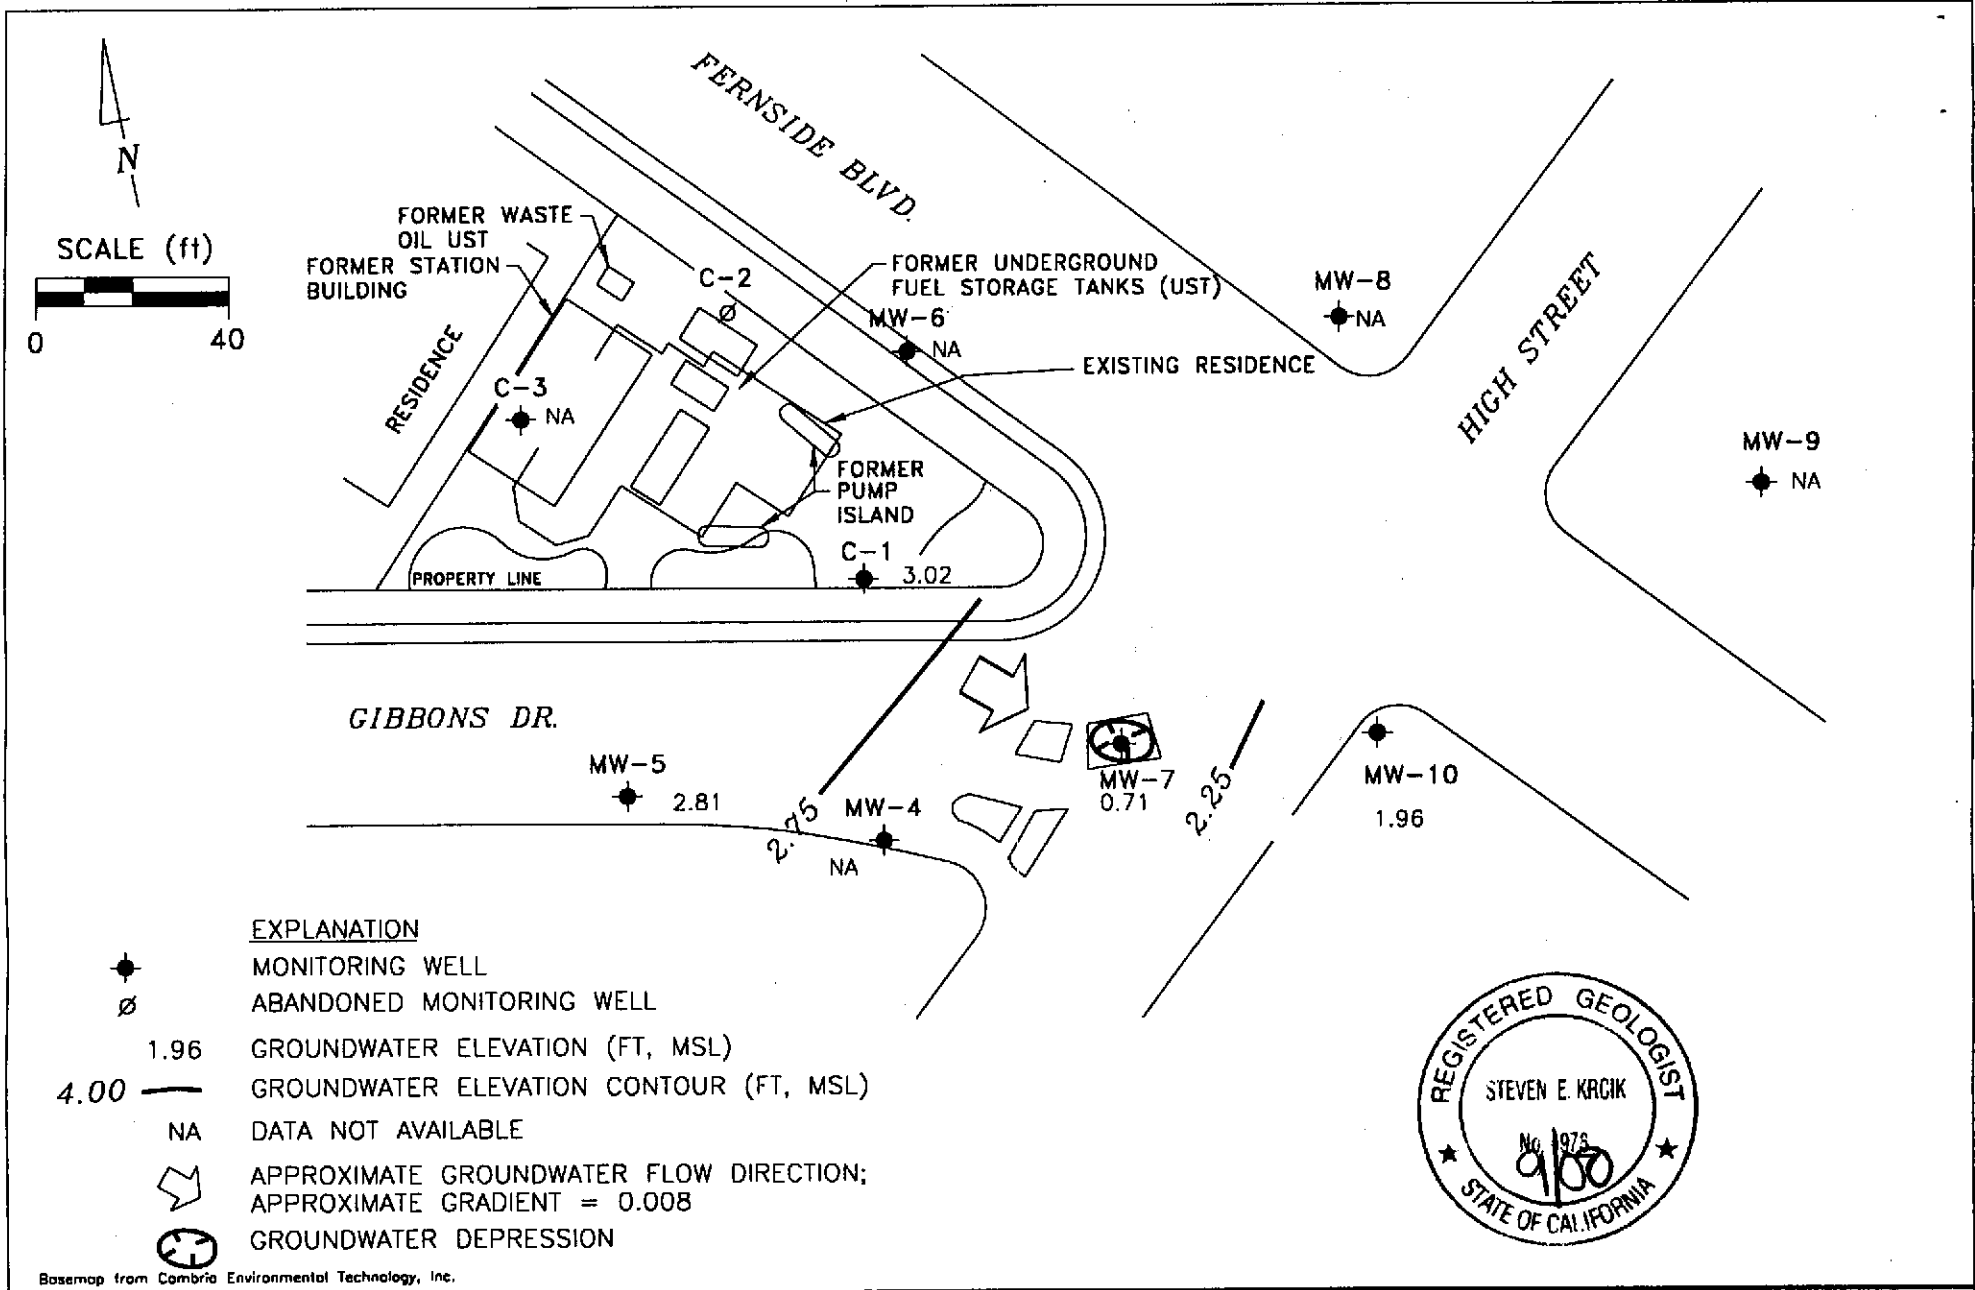 FERNSIDE BLVD.
N
SCALE (ft)
0
40
FORMER WASTE
OIL UST
FORMER STATION
BUILDING
RESIDENCE
C-2
FORMER UNDERGROUND
FUEL STORAGE TANKS (UST)
MW-6
NA
EXISTING RESIDENCE
MW-8
NA
HIGH STREET
MW-9
NA
C-3
NA
FORMER
PUMP
ISLAND
C-1
3.02
PROPERTY LINE
GIBBONS DR.
MW-5
2.81
2.75
MW-4
NA
MW-7
0.71
2.25
MW-10
1.96
EXPLANATION
MONITORING WELL
ABANDONED MONITORING WELL
1.96 GROUNDWATER ELEVATION (FT, MSL)
4.00 GROUNDWATER ELEVATION CONTOUR (FT, MSL)
NA DATA NOT AVAILABLE
APPROXIMATE GROUNDWATER FLOW DIRECTION;
APPROXIMATE GRADIENT = 0.008
GROUNDWATER DEPRESSION
Basemap from Cambria Environmental Technology, Inc.
REGISTERED GEOLOGIST
STEVEN E. KRCIK
No.
9/00
STATE OF CALIFORNIA